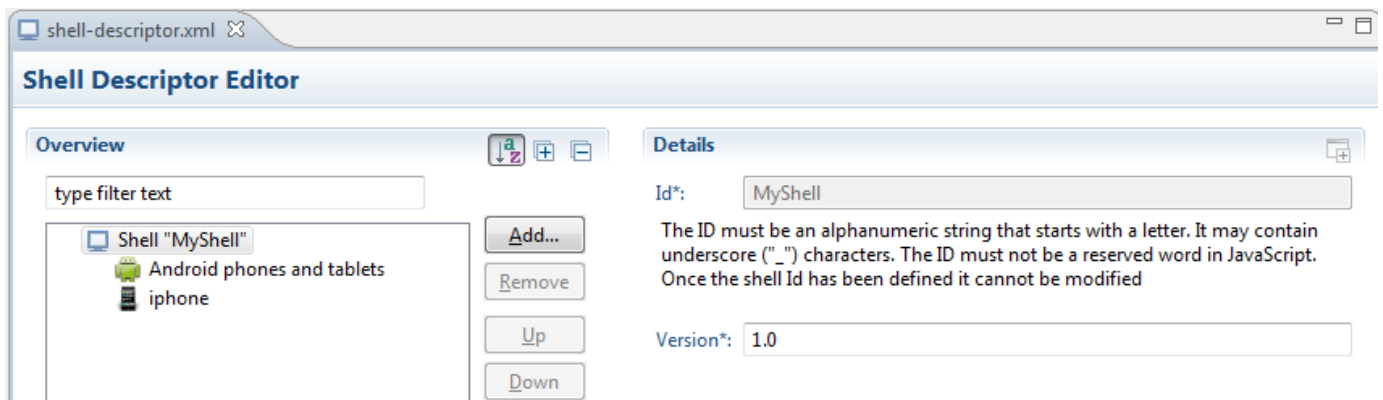 shell-descriptor.xml
Shell Descriptor Editor
Overview
type filter text
Shell "MyShell"
Android phones and tablets
iphone
Add...
Remove
Up
Down
Details
Id*: MyShell
The ID must be an alphanumeric string that starts with a letter. It may contain
underscore ("_") characters. The ID must not be a reserved word in JavaScript.
Once the shell Id has been defined it cannot be modified
Version*: 1.0